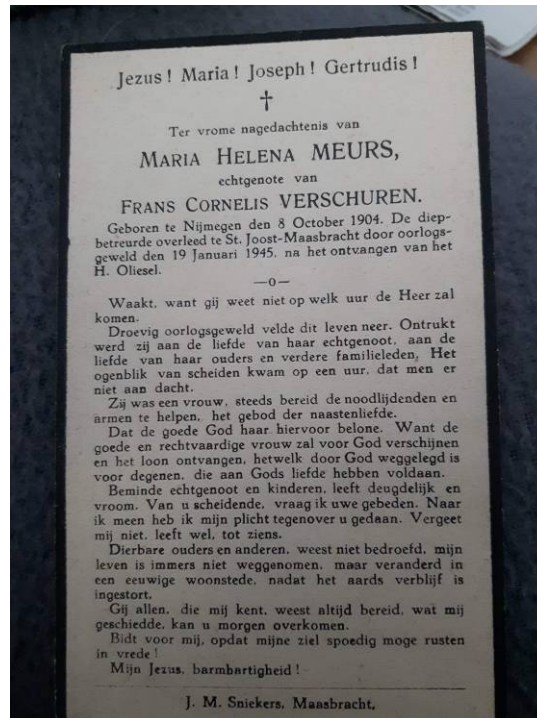 Jezus! Maria! Joseph! Gertrudis!
✝
Ter vrome nagedachtenis van
MARIA HELENA MEURS,
echtgenote van
FRANS CORNELIS VERSCHUREN.
Geboren te Nijmegen den 8 October 1904. De diep-
betreurde overleed te St. Joost-Maasbracht door oorlogs-
geweld den 19 Januari 1945, na het ontvangen van het
H. Oliesel.
—o—
Waakt, want gij weet niet op welk uur de Heer zal
komen.
Droevig oorlogsgeweld velde dit leven neer. Ontrukt
werd zij aan de liefde van haar echtgenoot, aan de
liefde van haar ouders en verdere familieleden, Het
ogenblik van scheiden kwam op een uur, dat men er
niet aan dacht.
Zij was een vrouw, steeds bereid de noodlijdenden en
armen te helpen, het gebod der naastenliefde.
Dat de goede God haar hiervoor belone. Want de
goede en rechtvaardige vrouw zal voor God verschijnen
en het loon ontvangen, hetwelk door God weggelegd is
voor degenen, die aan Gods liefde hebben voldaan.
Beminde echtgenoot en kinderen, leeft deugdelijk en
vroom. Van u scheidende, vraag ik uwe gebeden. Naar
ik meen heb ik mijn plicht tegenover u gedaan. Vergeet
mij niet, leeft wel, tot ziens.
Dierbare ouders en anderen, weest niet bedroefd, mijn
leven is immers niet weggenomen, maar veranderd in
een eeuwige woonstede, nadat het aards verblijf is
ingestort.
Gij allen, die mij kent, weest altijd bereid, wat mij
geschiedde, kan u morgen overkomen.
Bidt voor mij, opdat mijne ziel spoedig moge rusten
in vrede!
Mijn Jezus, barmbartigheid!
J. M. Sniekers, Maasbracht.